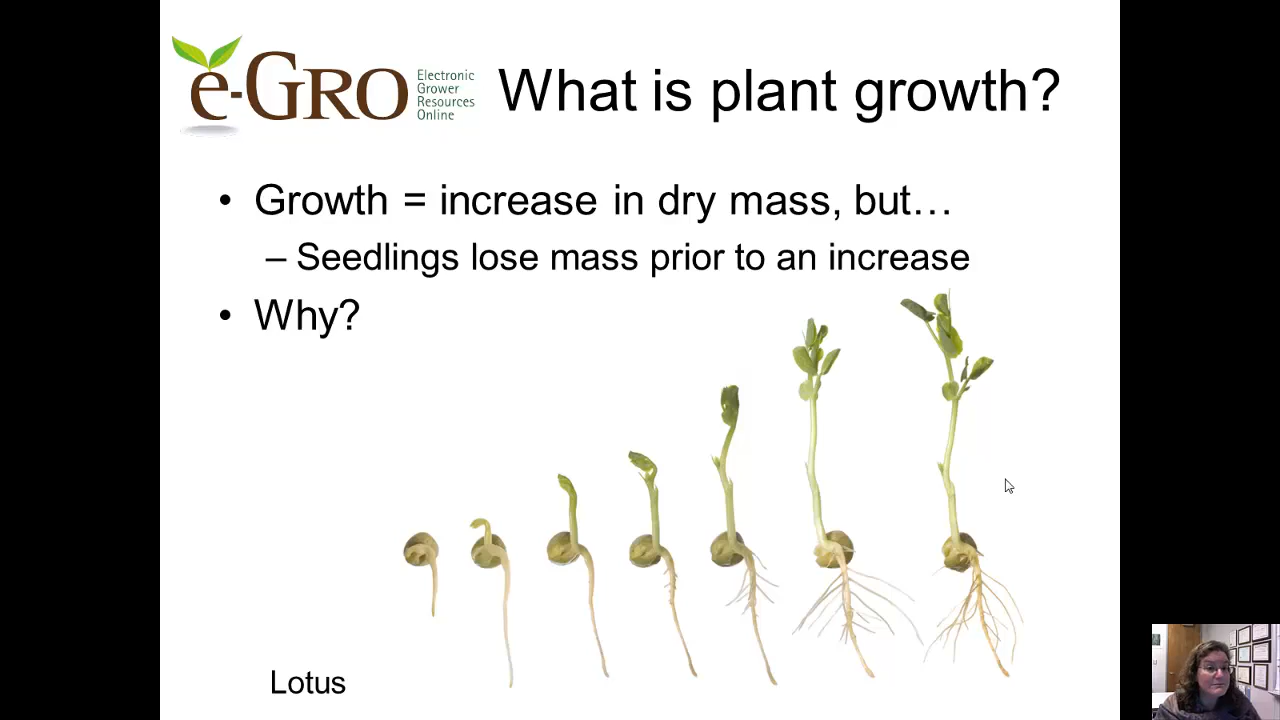 e-GRO
Electronic
Grower
Resources
Online
What is plant growth?
• Growth = increase in dry mass, but…
– Seedlings lose mass prior to an increase
• Why?
Lotus